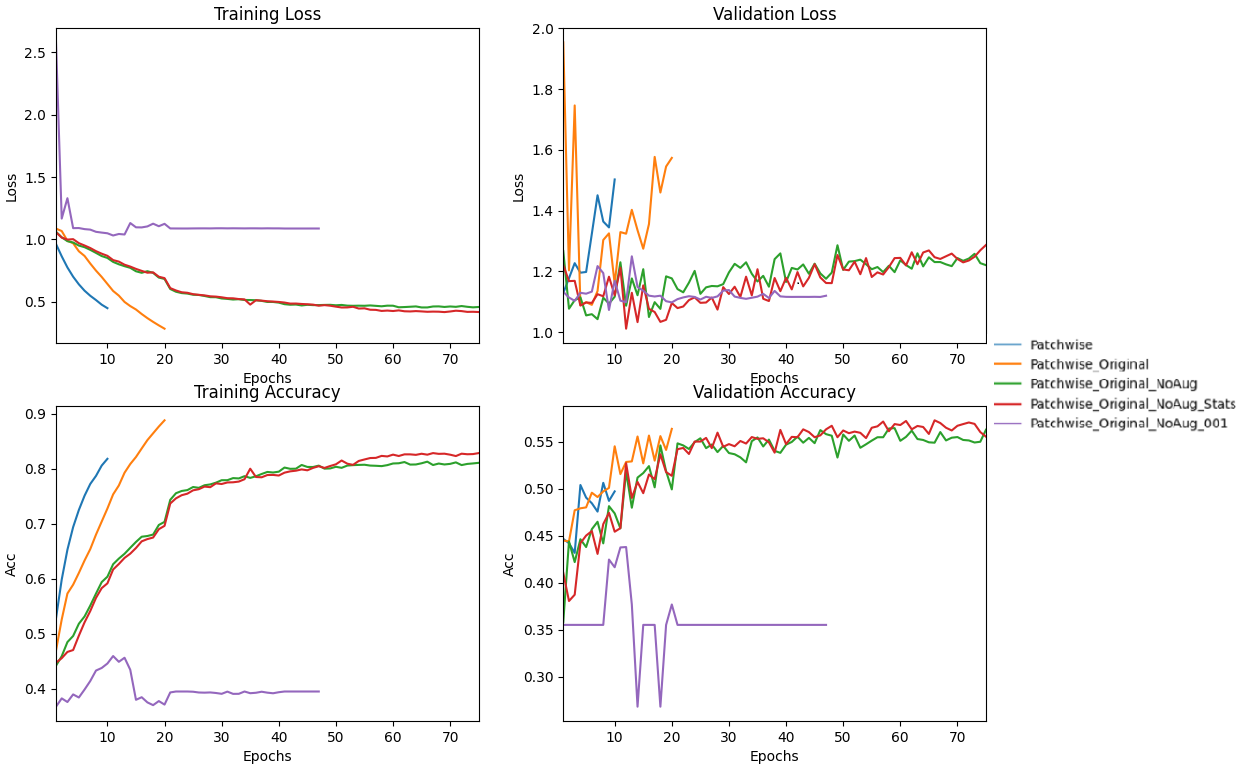 Training Loss
Validation Loss
2.5
2.0
1.5
1.0
0.5
Loss
10 20 30 40 50 60 70
Epochs
2.0
1.8
1.6
1.4
1.2
1.0
Loss
10 20 30 40 50 60 70
Epochs
Patchwise
Patchwise_Original
Patchwise_Original_NoAug
Patchwise_Original_NoAug_Stats
Patchwise_Original_NoAug_001
Training Accuracy
Validation Accuracy
0.9
0.8
0.7
0.6
0.5
0.4
Acc
10 20 30 40 50 60 70
Epochs
0.55
0.50
0.45
0.40
0.35
0.30
Acc
10 20 30 40 50 60 70
Epochs